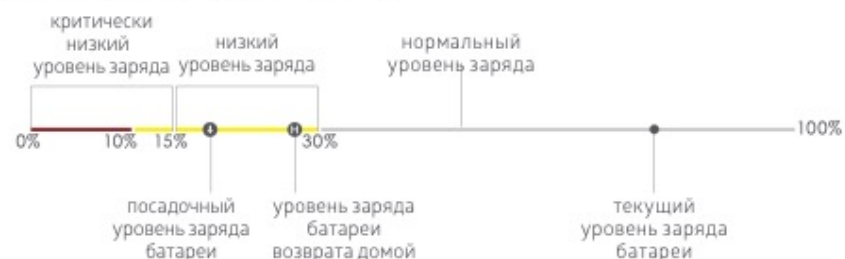 критически
низкий
уровень заряда
низкий
уровень заряда
нормальный
уровень заряда
0%
10%
15%
H
30%
100%
посадочный
уровень заряда
батареи
уровень заряда
батареи
возврата домой
текущий
уровень заряда
батареи